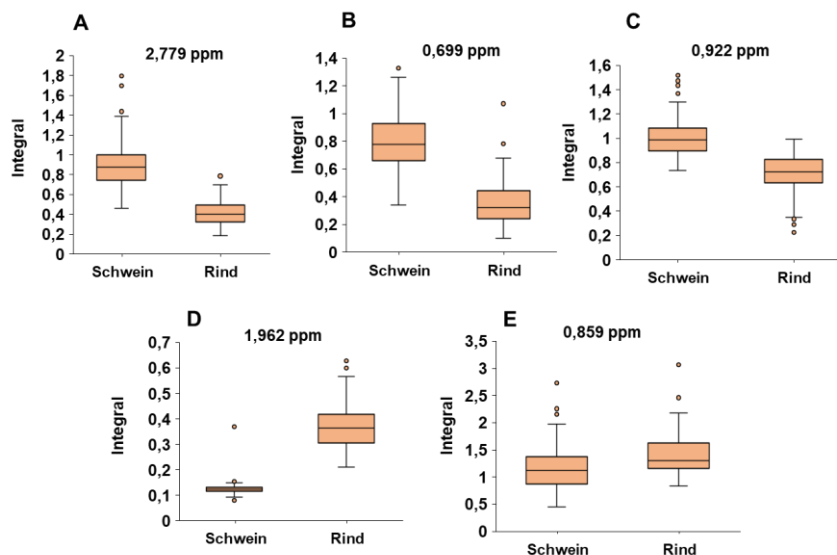 A
2,779 ppm
Integral
2
1,8
1,6
1,4
1,2
1
0,8
0,6
0,4
0,2
0
Schwein Rind
B
0,699 ppm
Integral
1,4
1,2
1
0,8
0,6
0,4
0,2
0
Schwein Rind
C
0,922 ppm
Integral
1,6
1,4
1,2
1
0,8
0,6
0,4
0,2
0
Schwein Rind
D
1,962 ppm
Integral
0,7
0,6
0,5
0,4
0,3
0,2
0,1
0
Schwein Rind
E
0,859 ppm
Integral
3,5
3
2,5
2
1,5
1
0,5
0
Schwein Rind